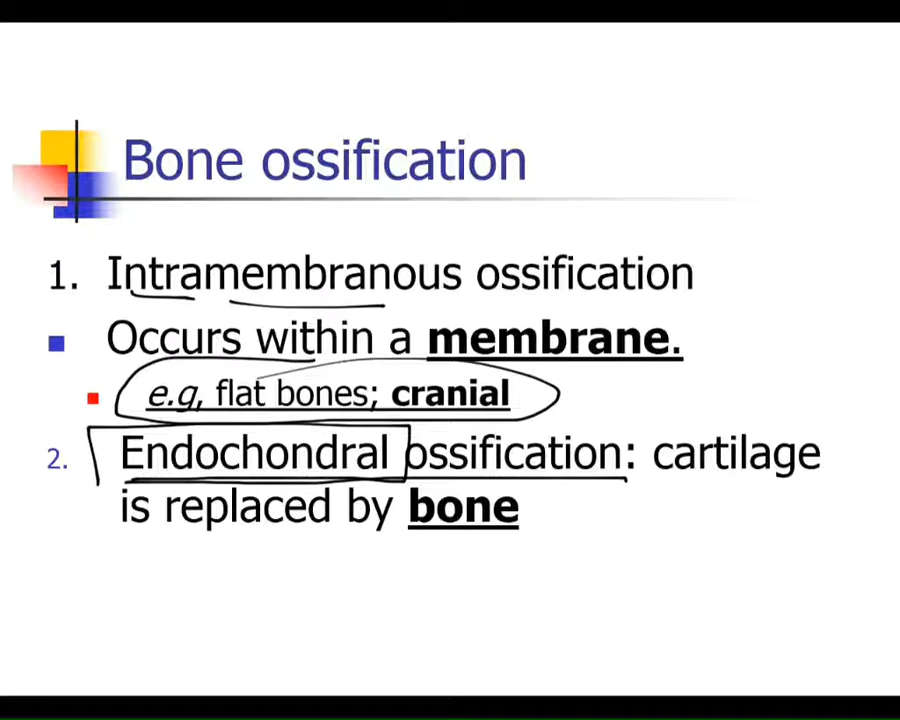 Bone ossification
1. Intramembranous ossification
Occurs within a membrane.
e.g, flat bones; cranial
2. Endochondral ossification: cartilage
is replaced by bone